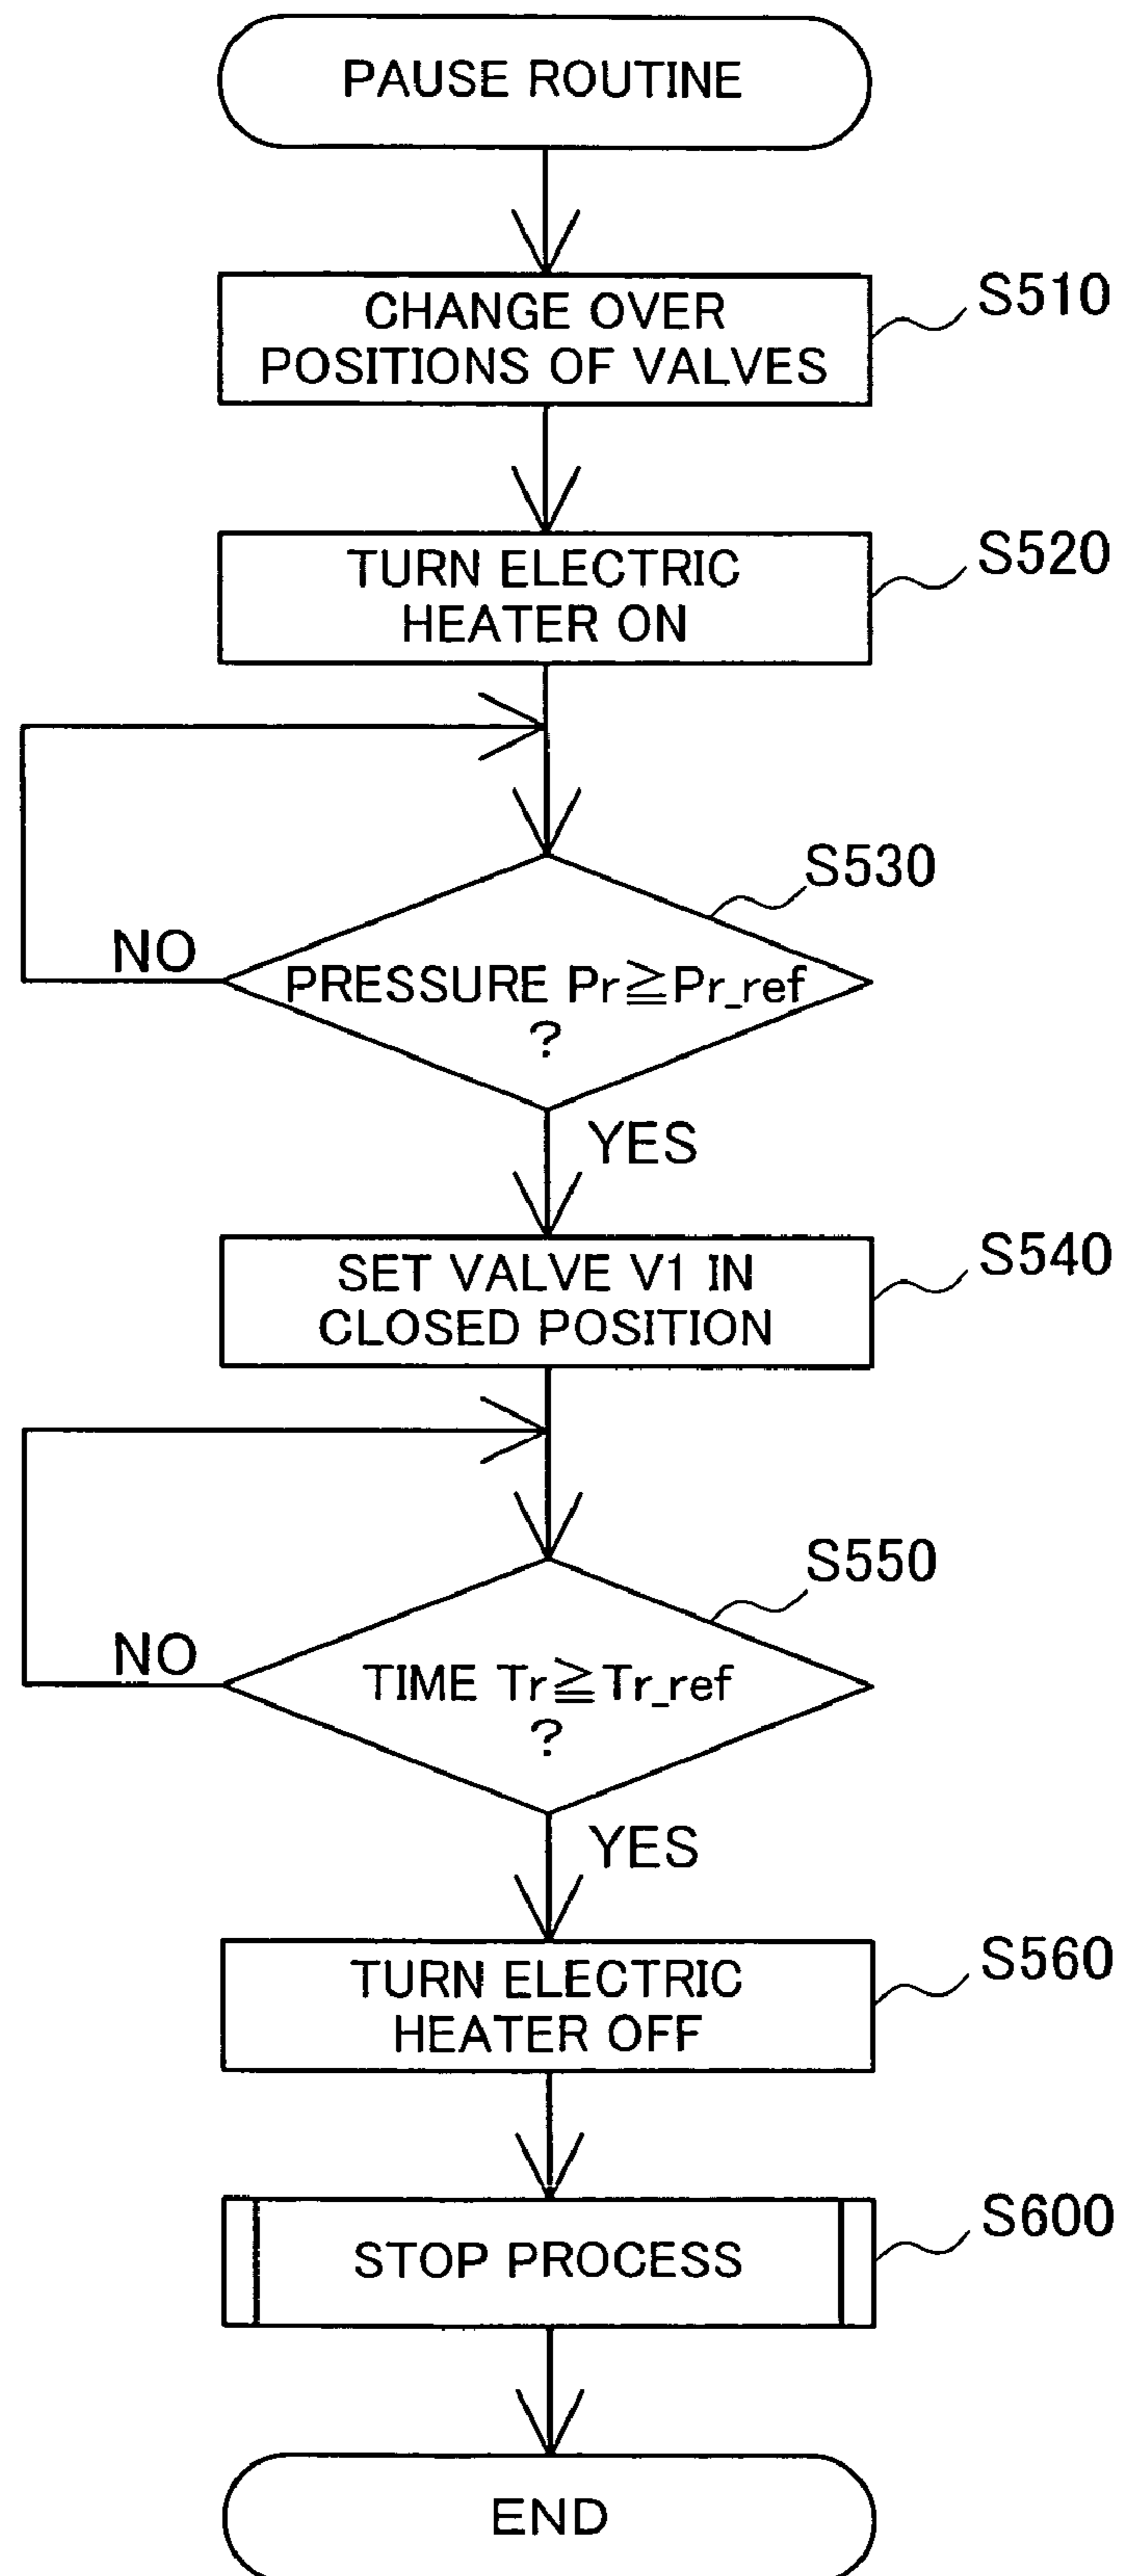 PAUSE ROUTINE
CHANGE OVER
POSITIONS OF VALVES
S510
TURN ELECTRIC
HEATER ON
S520
S530
NO
PRESSURE Pr≧Pr_ref
?
YES
SET VALVE V1 IN
CLOSED POSITION
S540
S550
NO
TIME Tr≧Tr_ref
?
YES
TURN ELECTRIC
HEATER OFF
S560
STOP PROCESS
S600
END